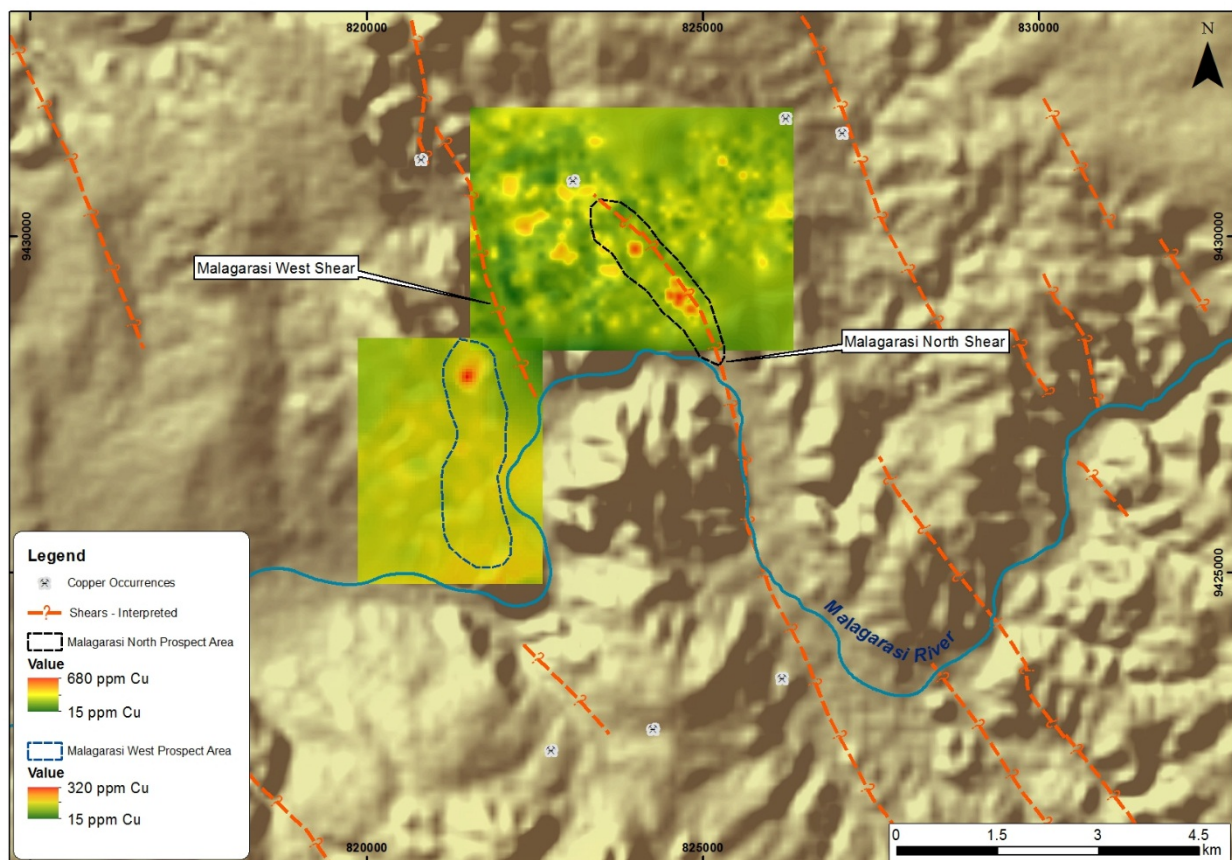 820000
825000
830000
N
9430000
9430000
Malagarasi West Shear
Malagarasi North Shear
9425000
Malagarasi River
Legend
Copper Occurrences
Shears - Interpreted
Malagarasi North Prospect Area
Value
680 ppm Cu
15 ppm Cu
Malagarasi West Prospect Area
Value
320 ppm Cu
15 ppm Cu
820000
825000
0 1.5 3 4.5
km